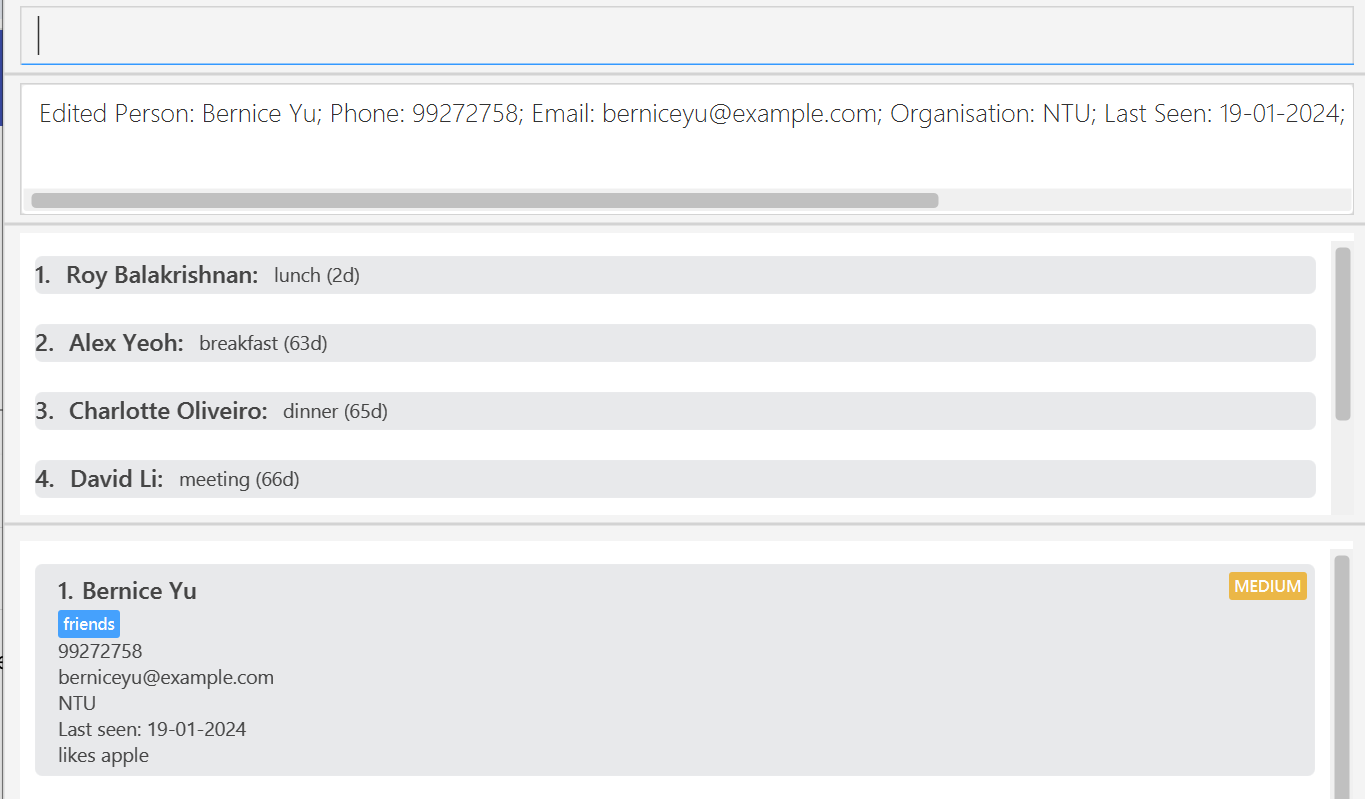 Edited Person: Bernice Yu; Phone: 99272758; Email: berniceyu@example.com; Organisation: NTU; Last Seen: 19-01-2024;
1. Roy Balakrishnan: lunch (2d)
2. Alex Yeoh: breakfast (63d)
3. Charlotte Oliveiro: dinner (65d)
4. David Li: meeting (66d)
1. Bernice Yu
MEDIUM
friends
99272758
berniceyu@example.com
NTU
Last seen: 19-01-2024
likes apple